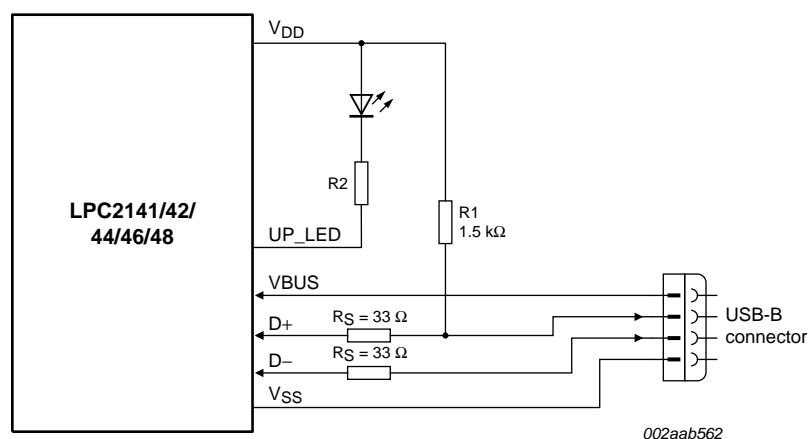 VDD
R2
R1
1.5 kΩ
LPC2141/42/
44/46/48
UP_LED
VBUS
D+
RS = 33 Ω
USB-B
connector
D−
RS = 33 Ω
VSS
002aab562